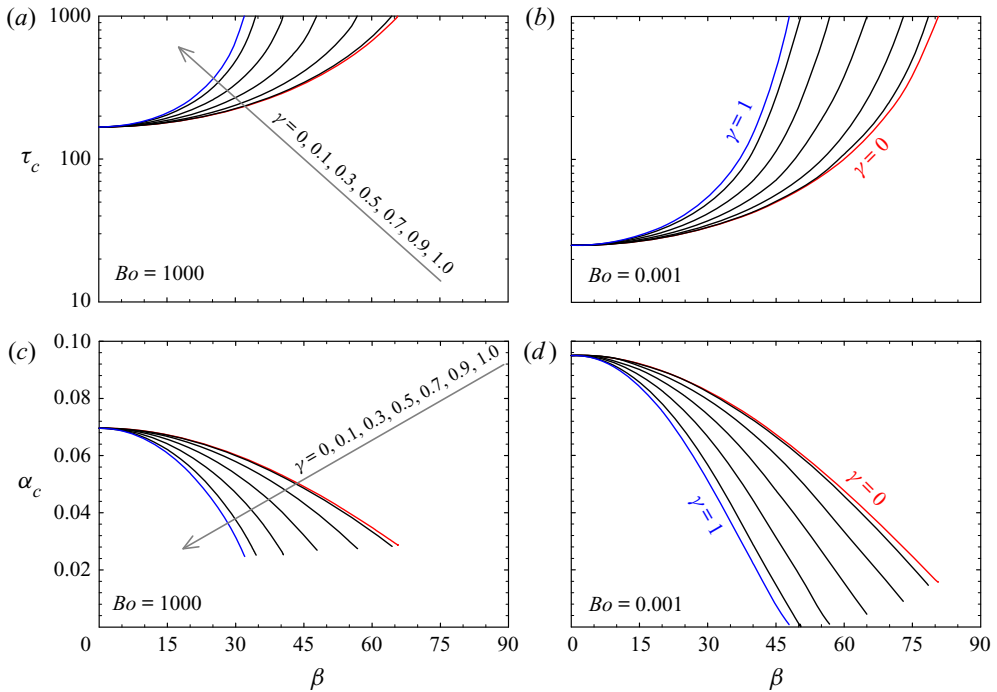 (a)
1000
100
10
τc
γ = 0, 0.1, 0.3, 0.5, 0.7, 0.9, 1.0
Bo = 1000
(b)
γ = 1
γ = 0
Bo = 0.001
(c)
0.10
0.08
0.06
0.04
0.02
αc
γ = 0, 0.1, 0.3, 0.5, 0.7, 0.9, 1.0
Bo = 1000
0 15 30 45 60 75 90
β
(d)
γ = 0
γ = 1
Bo = 0.001
0 15 30 45 60 75 90
β